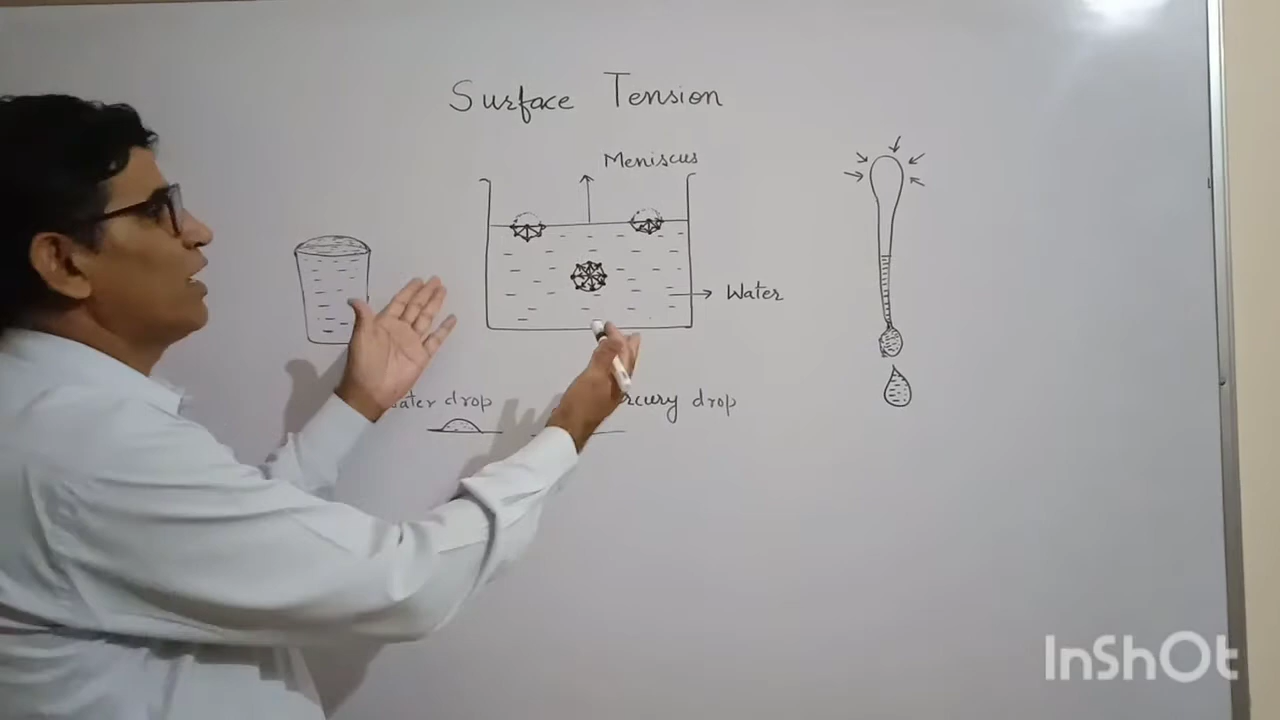 Surface Tension
Meniscus
Water
drop
drop
InShOt